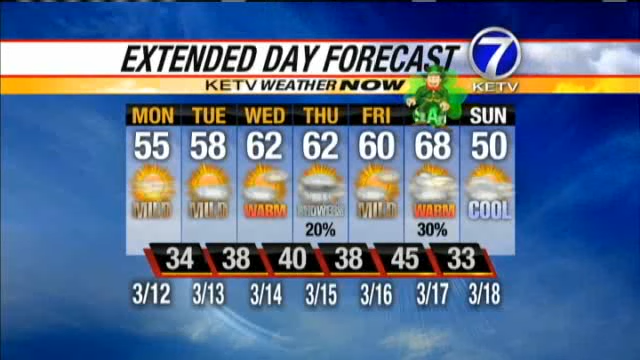 EXTENDED DAY FORECAST
7
KETV WEATHER NOW
KETV
MON TUE WED THU FRI SAT SUN
55 58 62 62 60 68 50
MILD MILD WARM SHOWERS MILD WARM COOL
20% 30%
34 38 40 38 45 33
3/12 3/13 3/14 3/15 3/16 3/17 3/18